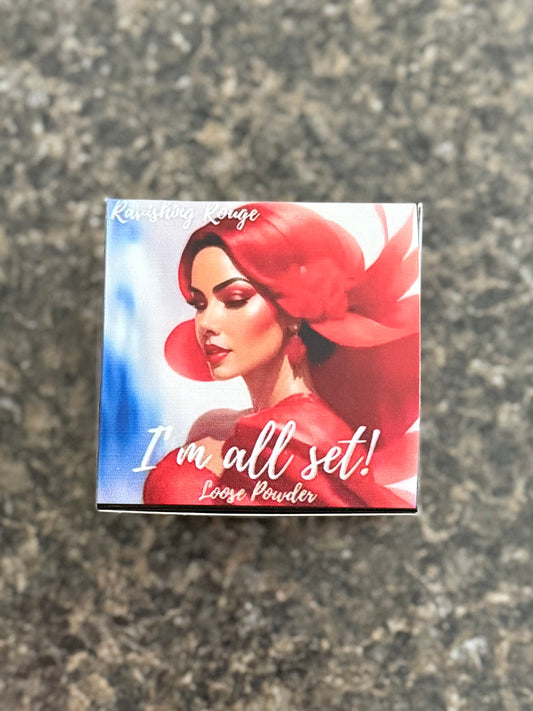 Ravishing Rouge
I'm all set!
Loose Powder